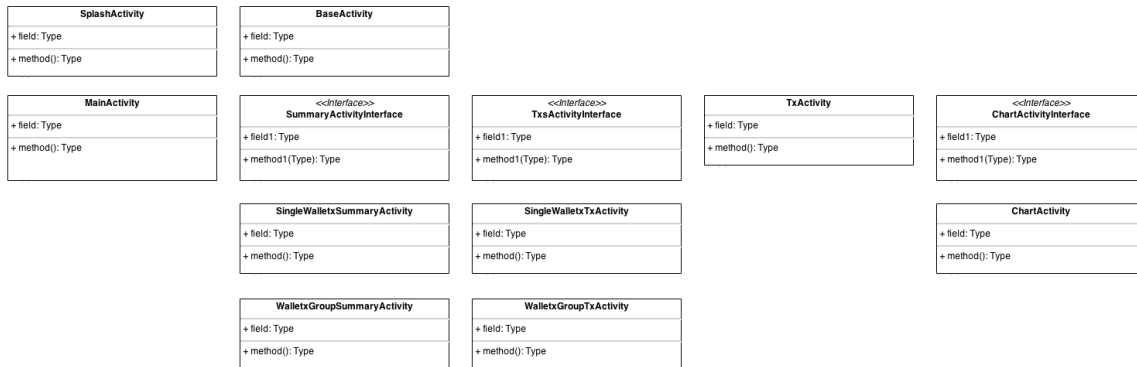 SplashActivity
+ field: Type
+ method(): Type
BaseActivity
+ field: Type
+ method(): Type
MainActivity
+ field: Type
+ method(): Type
<<Interface>>
SummaryActivityInterface
+ field1: Type
+ method1(Type): Type
<<Interface>>
TxsActivityInterface
+ field1: Type
+ method1(Type): Type
TxActivity
+ field: Type
+ method(): Type
<<Interface>>
ChartActivityInterface
+ field1: Type
+ method1(Type): Type
SingleWalletxSummaryActivity
+ field: Type
+ method(): Type
SingleWalletxTxActivity
+ field: Type
+ method(): Type
ChartActivity
+ field: Type
+ method(): Type
WalletxGroupSummaryActivity
+ field: Type
+ method(): Type
WalletxGroupTxActivity
+ field: Type
+ method(): Type